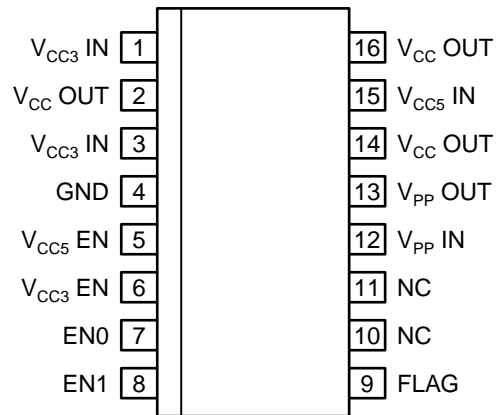 V_CC3 IN 1 16 V_CC OUT
V_CC OUT 2 15 V_CC5 IN
V_CC3 IN 3 14 V_CC OUT
GND 4 13 V_PP OUT
V_CC5 EN 5 12 V_PP IN
V_CC3 EN 6 11 NC
EN0 7 10 NC
EN1 8 9 FLAG